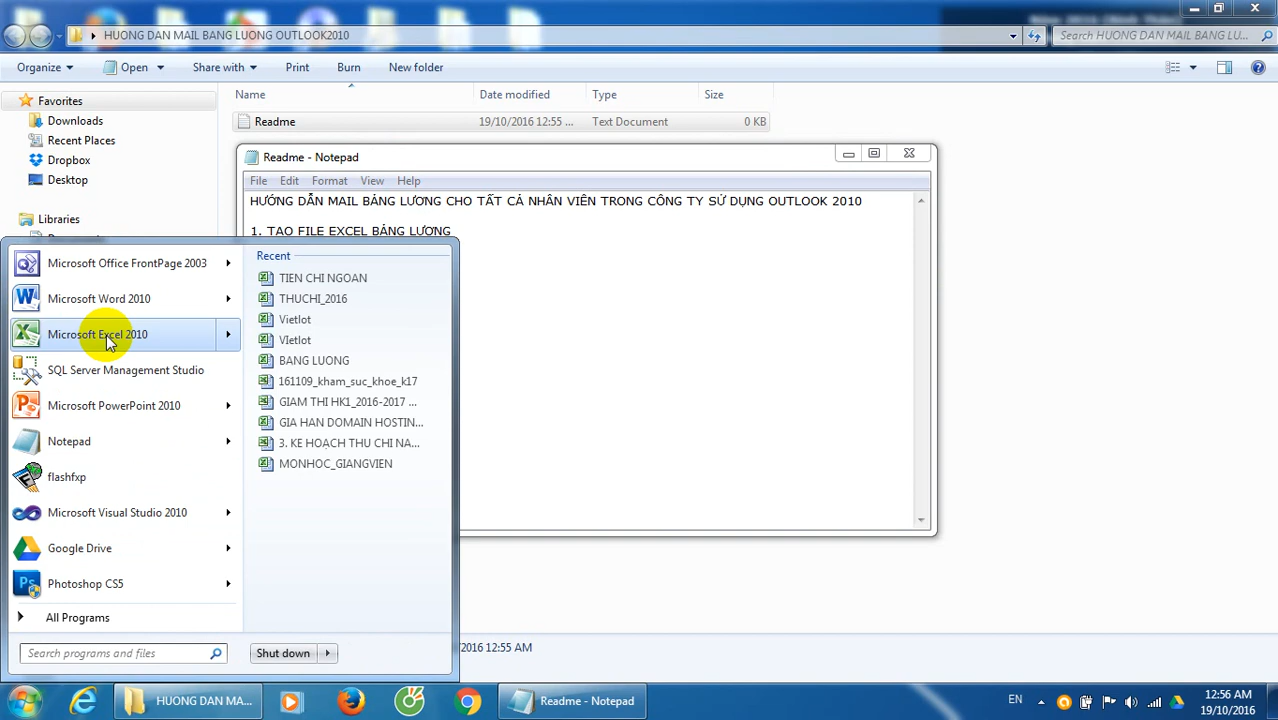 HUONG DAN MAIL BANG LUONG OUTLOOK2010
Search HUONG DAN MAIL BANG LU...
Organize Open Share with Print Burn New folder
Favorites
Downloads
Recent Places
Dropbox
Desktop
Libraries
Name Date modified Type Size
Readme 19/10/2016 12:55 ... Text Document 0 KB
Readme - Notepad
File Edit Format View Help
HƯỚNG DẪN MAIL BẢNG LƯƠNG CHO TẤT CẢ NHÂN VIÊN TRONG CÔNG TY SỬ DỤNG OUTLOOK 2010
1. TẠO FILE EXCEL BẢNG LƯƠNG
Microsoft Office FrontPage 2003
Microsoft Word 2010
Microsoft Excel 2010
SQL Server Management Studio
Microsoft PowerPoint 2010
Notepad
flashfxp
Microsoft Visual Studio 2010
Google Drive
Photoshop CS5
All Programs
Search programs and files
Recent
TIEN CHI NGOAN
THUCHI_2016
Vietlot
VIetlot
BANG LUONG
161109_kham_suc_khoe_k17
GIAM THI HK1_2016-2017 ...
GIA HAN DOMAIN HOSTIN...
3. KE HOẠCH THU CHI NA...
MONHOC_GIANGVIEN
Shut down
2016 12:55 AM
HUONG DAN MA...
Readme - Notepad
EN
12:56 AM
19/10/2016